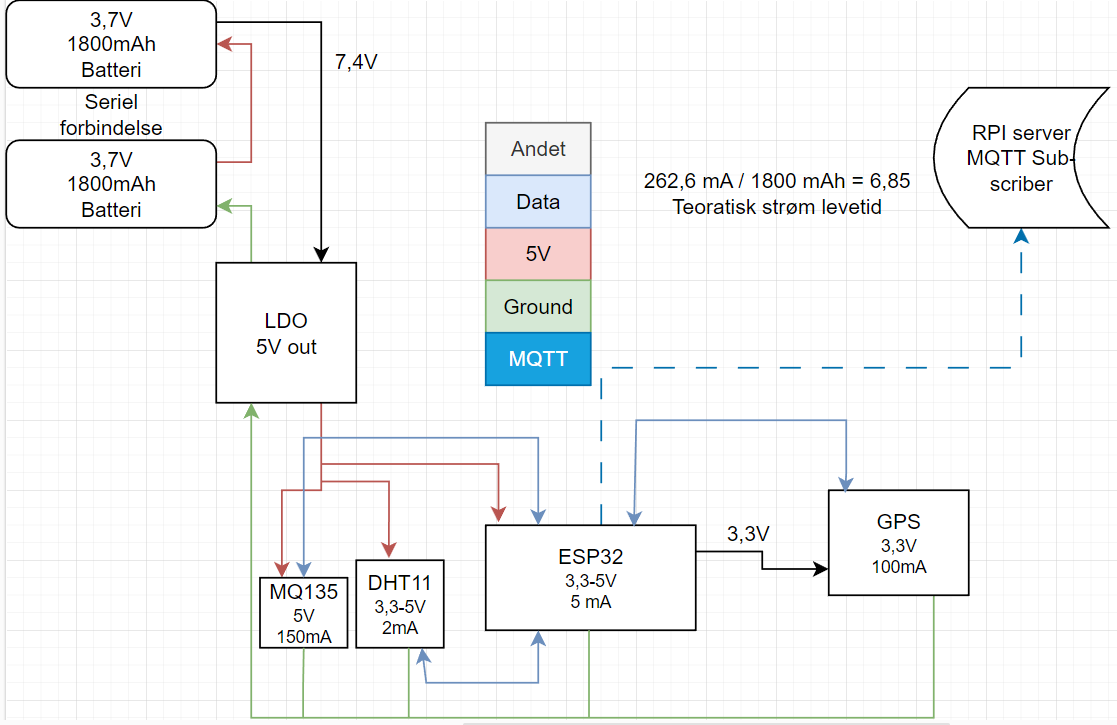 3,7V
1800mAh
Batteri
7,4V
Seriel
forbindelse
3,7V
1800mAh
Batteri
Andet
Data
5V
Ground
MQTT
262,6 mA / 1800 mAh = 6,85
Teoratisk strøm levetid
RPI server
MQTT Sub-
scriber
LDO
5V out
MQ135
5V
150mA
DHT11
3,3-5V
2mA
ESP32
3,3-5V
5 mA
3,3V
GPS
3,3V
100mA